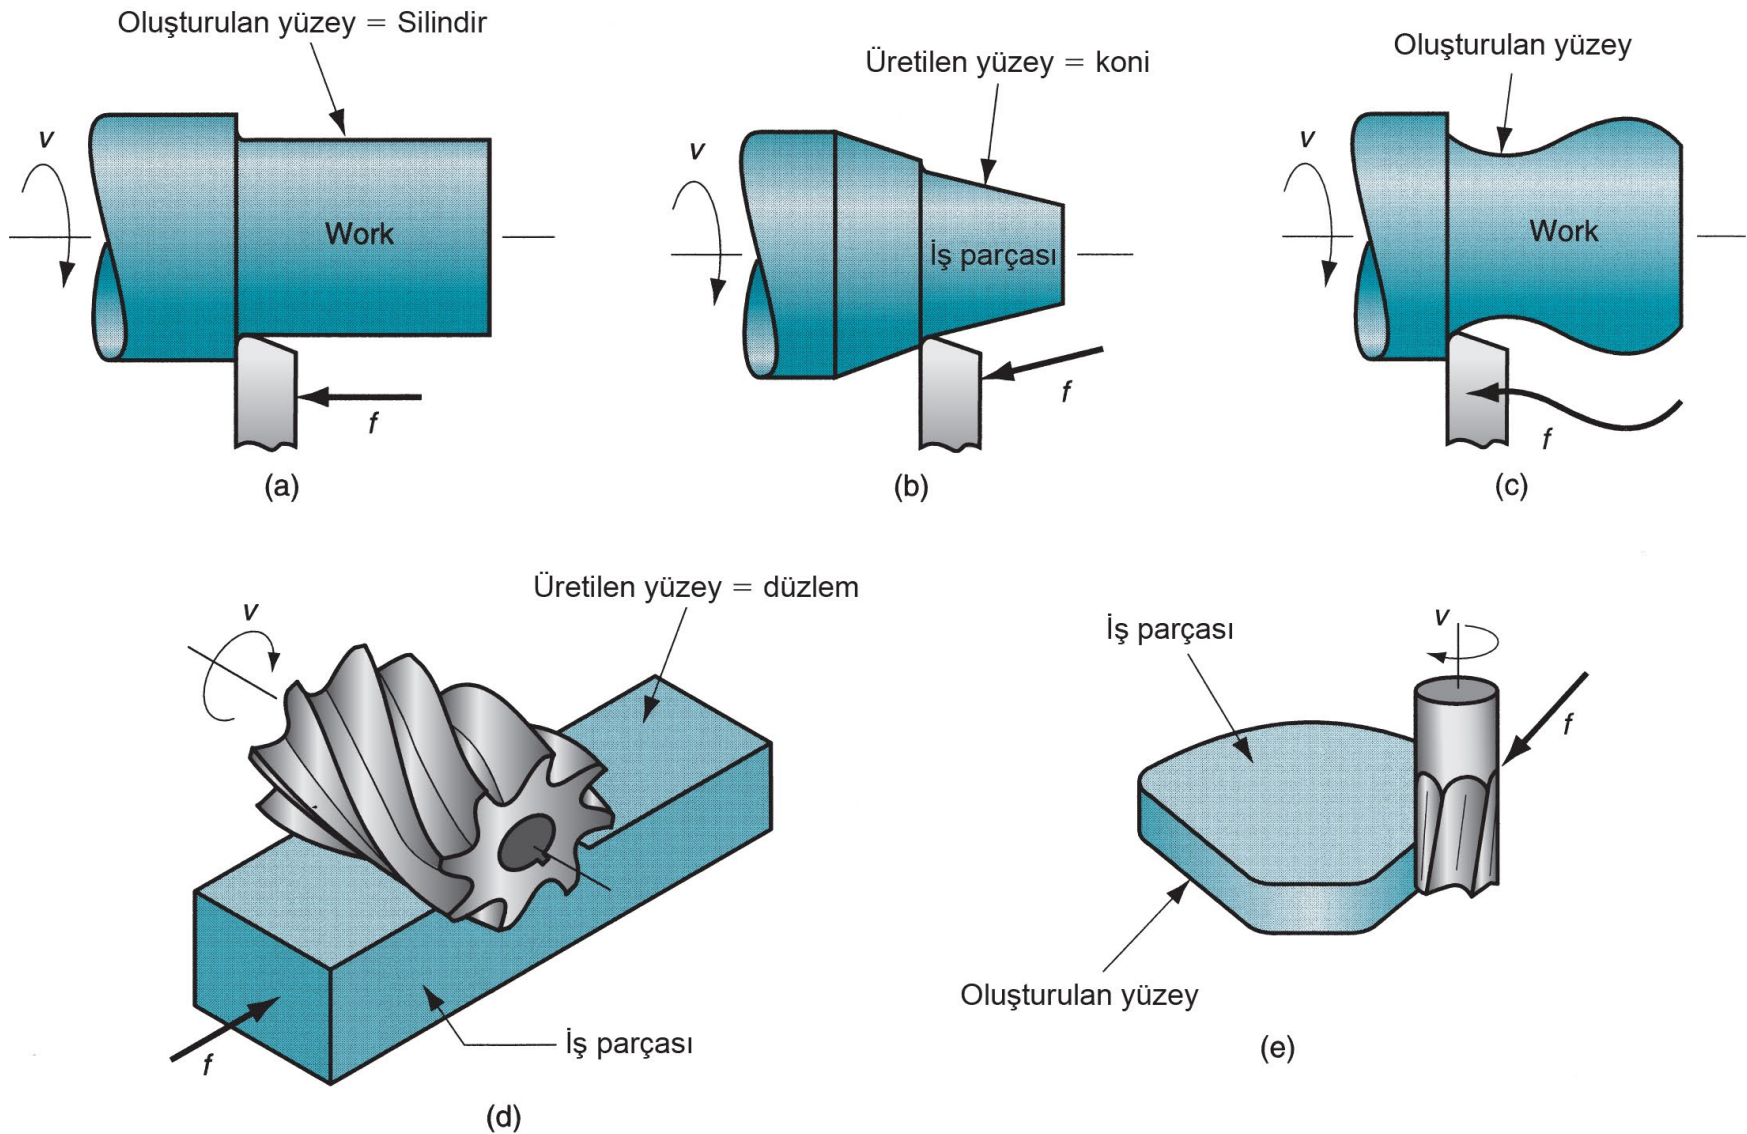 Oluşturulan yüzey = Silindir
v
Work
f
(a)
Üretilen yüzey = koni
v
İş parçası
f
(b)
Oluşturulan yüzey
v
Work
f
(c)
Üretilen yüzey = düzlem
v
f
İş parçası
(d)
İş parçası
v
f
Oluşturulan yüzey
(e)